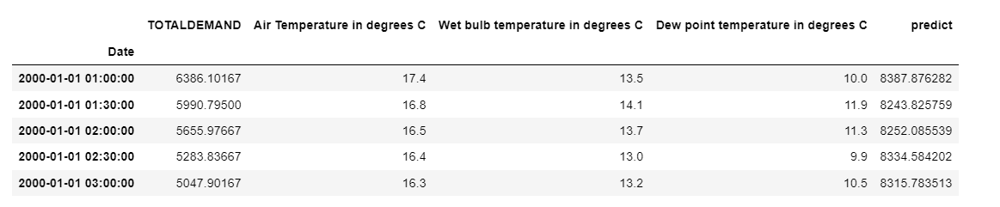 TOTALDEMAND Air Temperature in degrees C Wet bulb temperature in degrees C Dew point temperature in degrees C predict
Date
2000-01-01 01:00:00 6386.10167 17.4 13.5 10.0 8387.876282
2000-01-01 01:30:00 5990.79500 16.8 14.1 11.9 8243.825759
2000-01-01 02:00:00 5655.97667 16.5 13.7 11.3 8252.085539
2000-01-01 02:30:00 5283.83667 16.4 13.0 9.9 8334.584202
2000-01-01 03:00:00 5047.90167 16.3 13.2 10.5 8315.783513